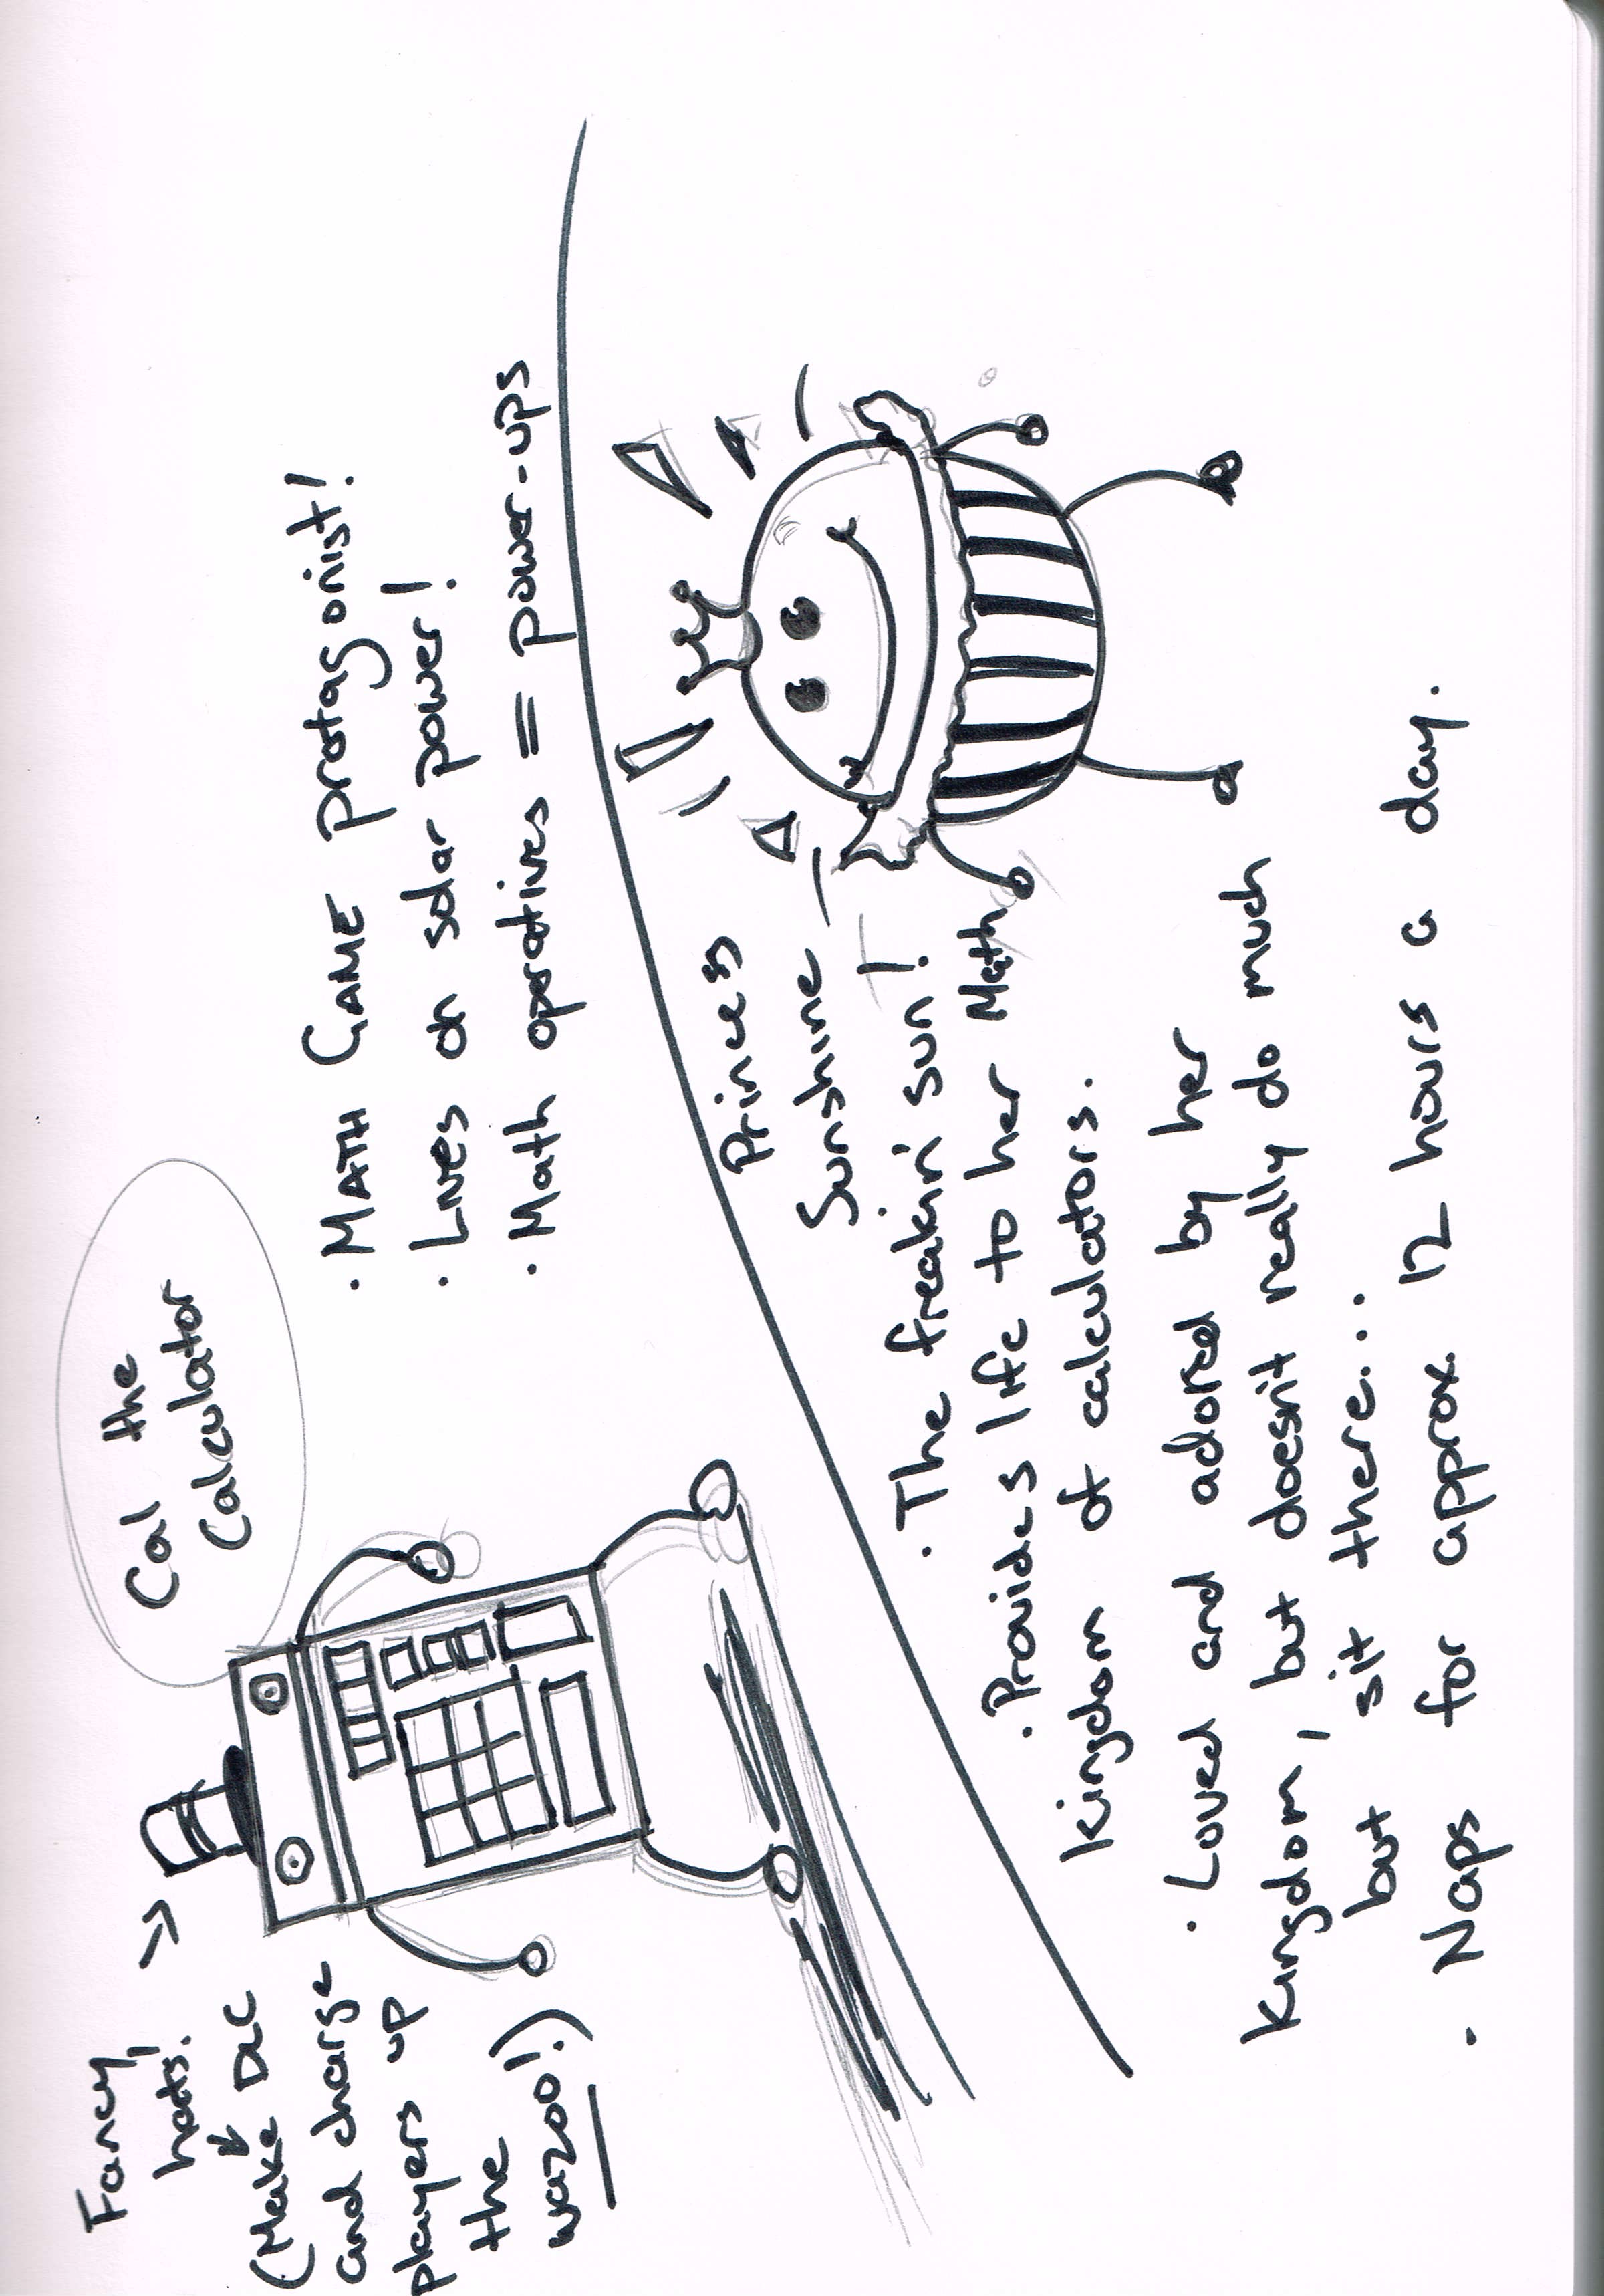 Fancy
hats!
(Make DLC
and charge
players up
the
wazoo!)
Cal the
Calculator
· MATH GAME protagonist!
· Lives on solar power!
· Math operatives = power-ups
Princess
Sunshine
· The freakin' sun!
· Provides life to her Math
kingdom of calculators.
· Loved and adored by her
kingdom, but doesn't really do much
but sit there...
- Naps for approx. 12 hours a day.